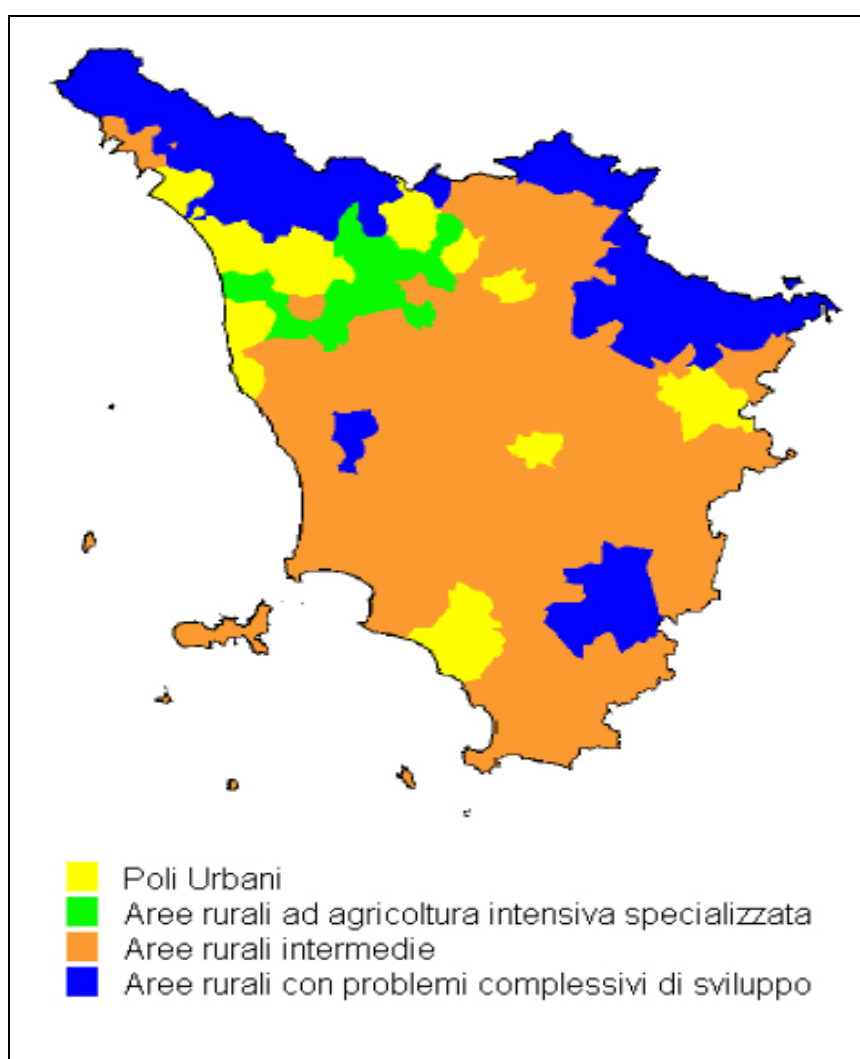 Poli Urbani
Aree rurali ad agricoltura intensiva specializzata
Aree rurali intermedie
Aree rurali con problemi complessivi di sviluppo